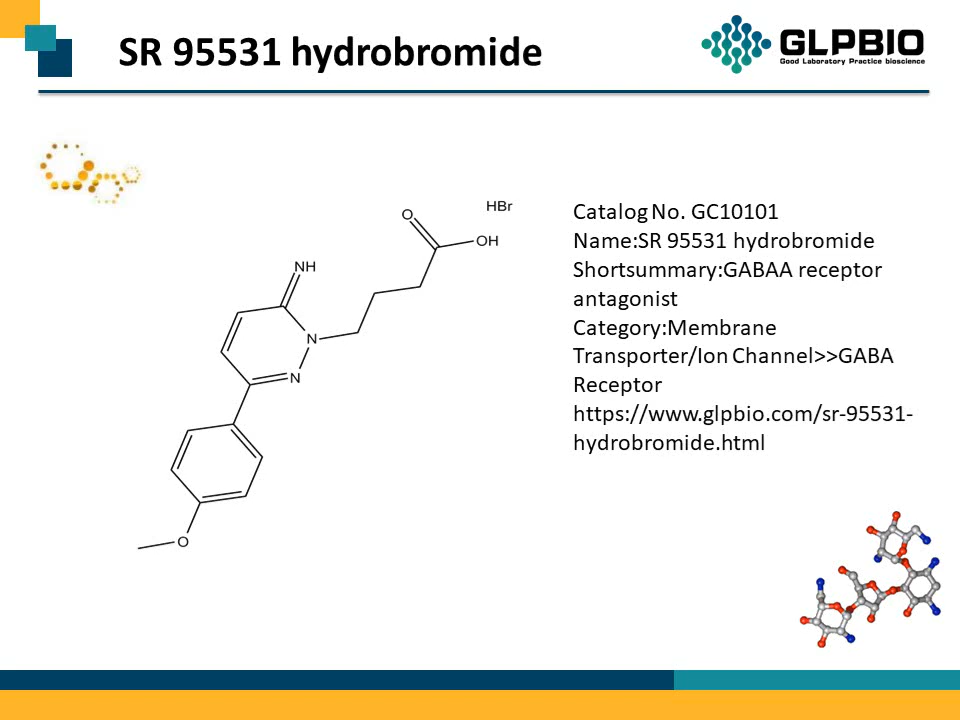 SR 95531 hydrobromide
GLPBIO
Good Laboratory Practice bioscience
HBr
O
OH
NH
N
N
O
Catalog No. GC10101
Name:SR 95531 hydrobromide
Shortsummary:GABAA receptor
antagonist
Category:Membrane
Transporter/Ion Channel>>GABA
Receptor
https://www.glpbio.com/sr-95531-
hydrobromide.html